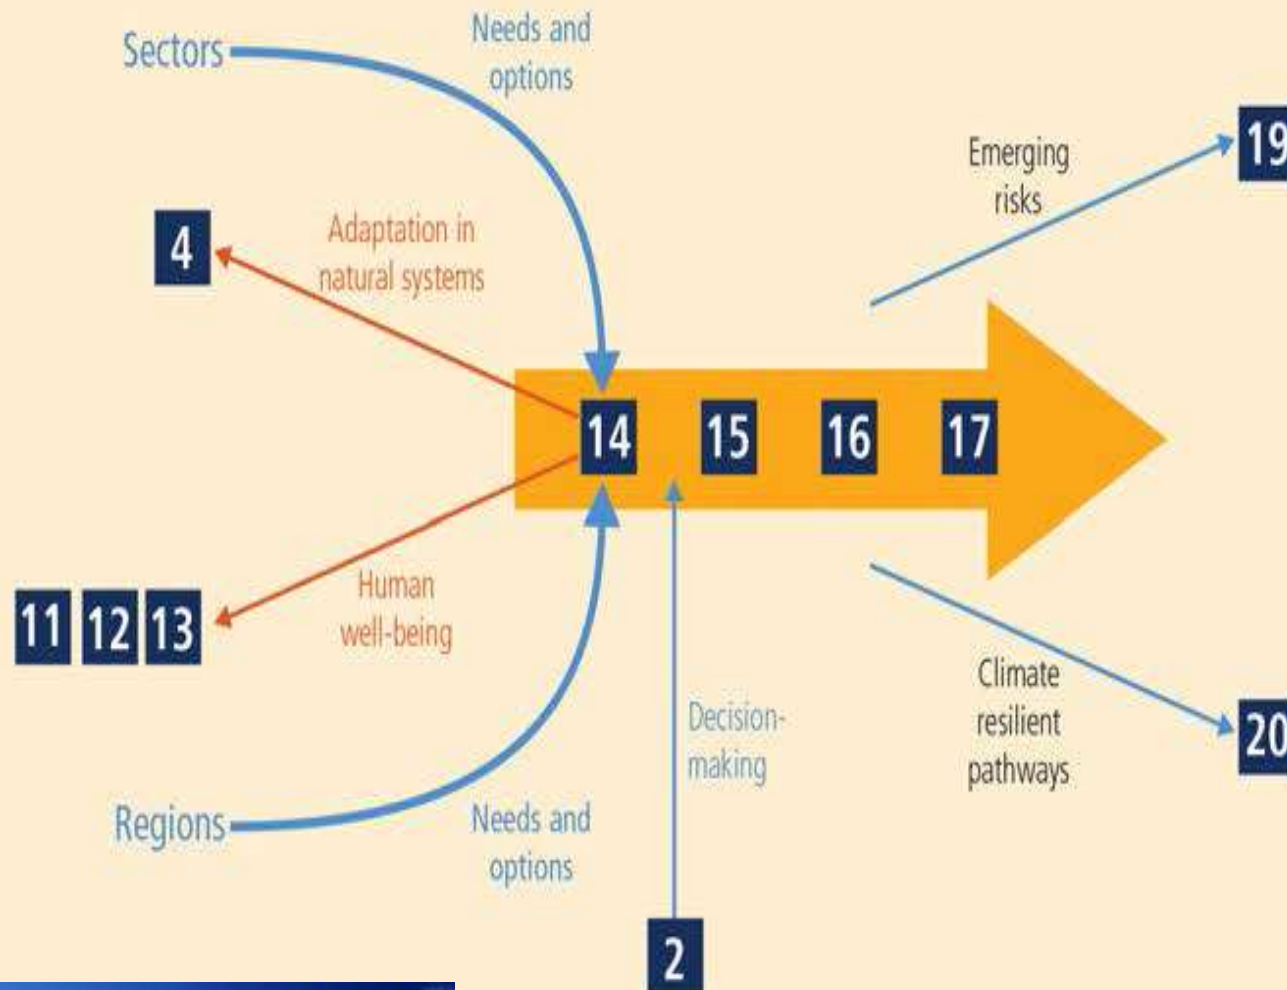 Sectors
Needs and
options
19
Emerging
risks
4
Adaptation in
natural systems
14 15 16 17
11 12 13
Human
well-being
Climate
resilient
pathways
20
Decision-
making
Regions
Needs and
options
2